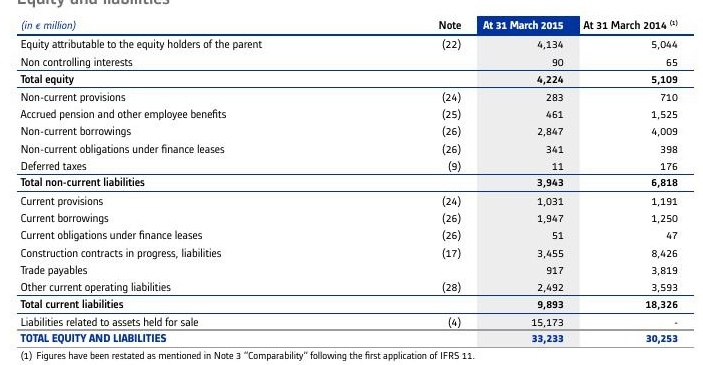 Equity and liabilities
(in € million) Note At 31 March 2015 At 31 March 2014 (1)
Equity attributable to the equity holders of the parent (22) 4,134 5,044
Non controlling interests 90 65
Total equity 4,224 5,109
Non-current provisions (24) 283 710
Accrued pension and other employee benefits (25) 461 1,525
Non-current borrowings (26) 2,847 4,009
Non-current obligations under finance leases (26) 341 398
Deferred taxes (9) 11 176
Total non-current liabilities 3,943 6,818
Current provisions (24) 1,031 1,191
Current borrowings (26) 1,947 1,250
Current obligations under finance leases (26) 51 47
Construction contracts in progress, liabilities (17) 3,455 8,426
Trade payables 917 3,819
Other current operating liabilities (28) 2,492 3,593
Total current liabilities 9,893 18,326
Liabilities related to assets held for sale (4) 15,173 -
TOTAL EQUITY AND LIABILITIES 33,233 30,253
(1) Figures have been restated as mentioned in Note 3 "Comparability" following the first application of IFRS 11.